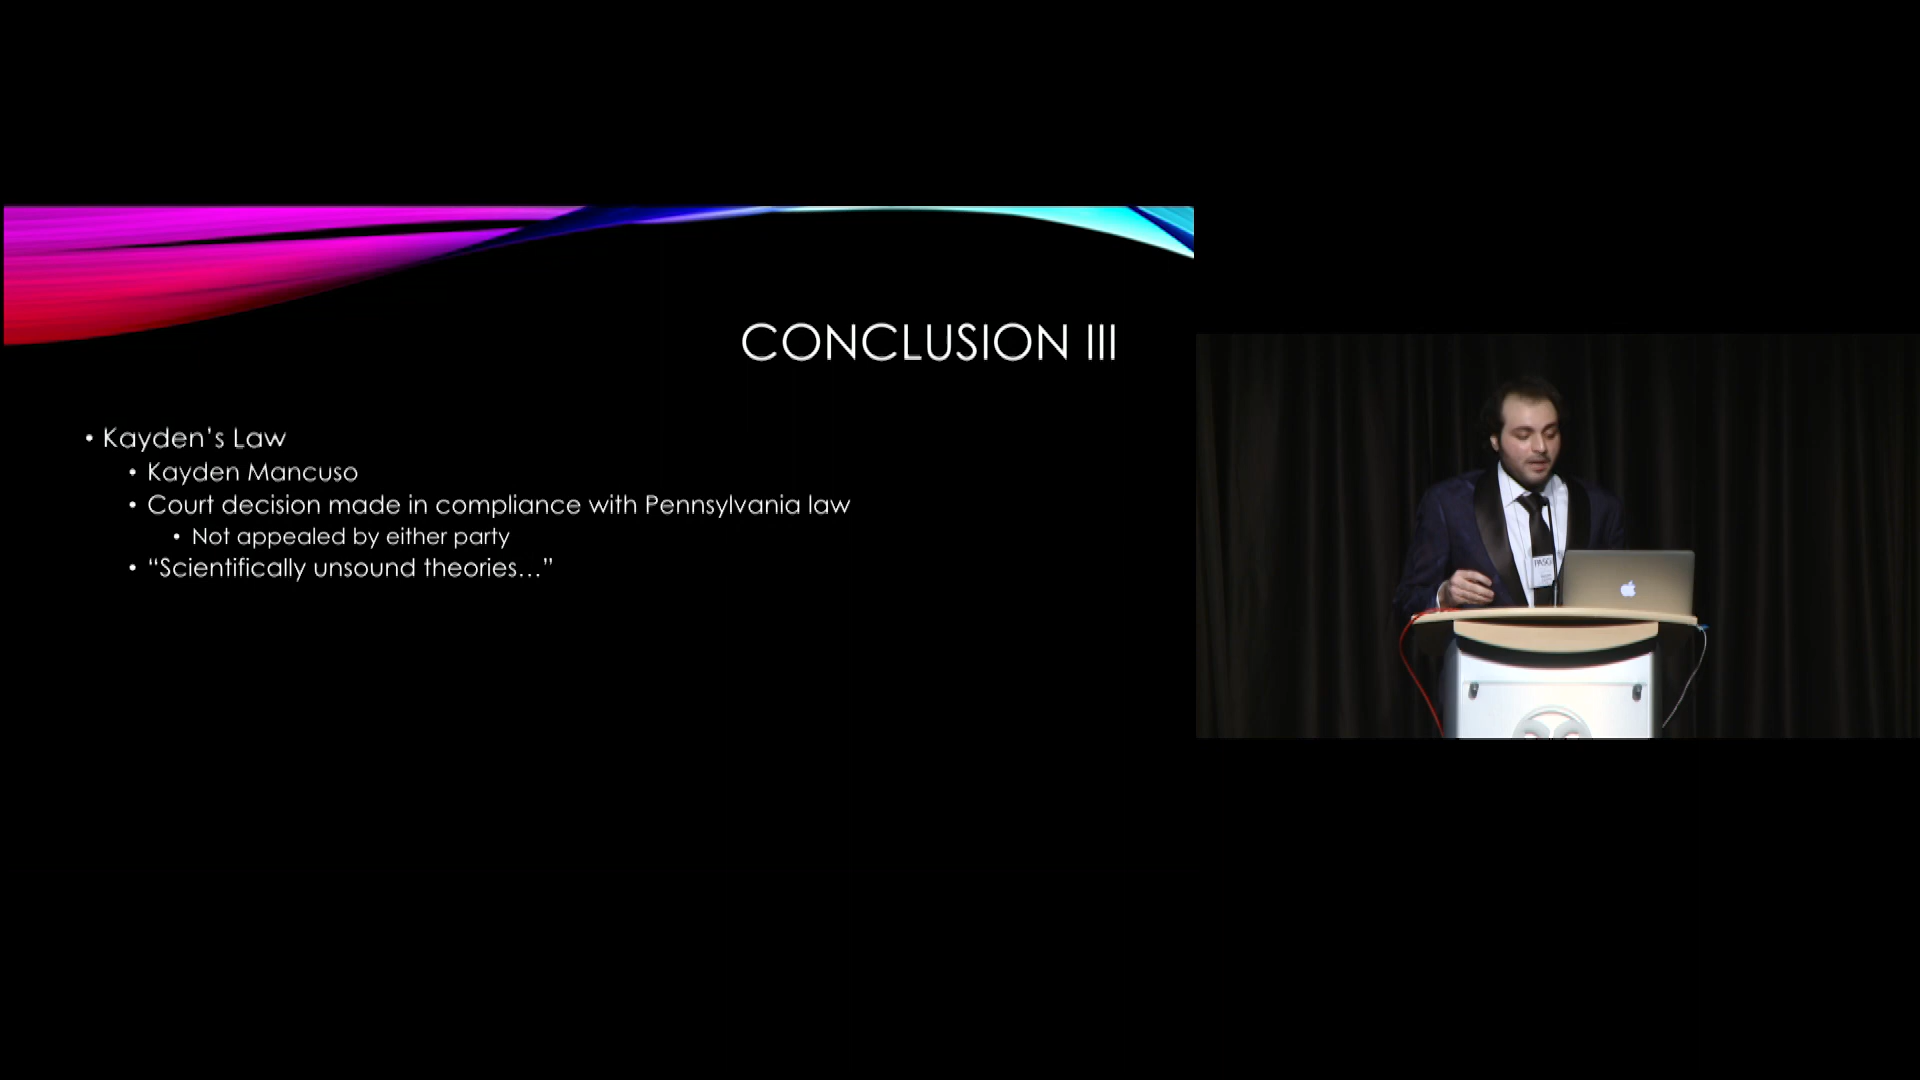 CONCLUSION III
• Kayden’s Law
• Kayden Mancuso
• Court decision made in compliance with Pennsylvania law
• Not appealed by either party
• “Scientifically unsound theories…”